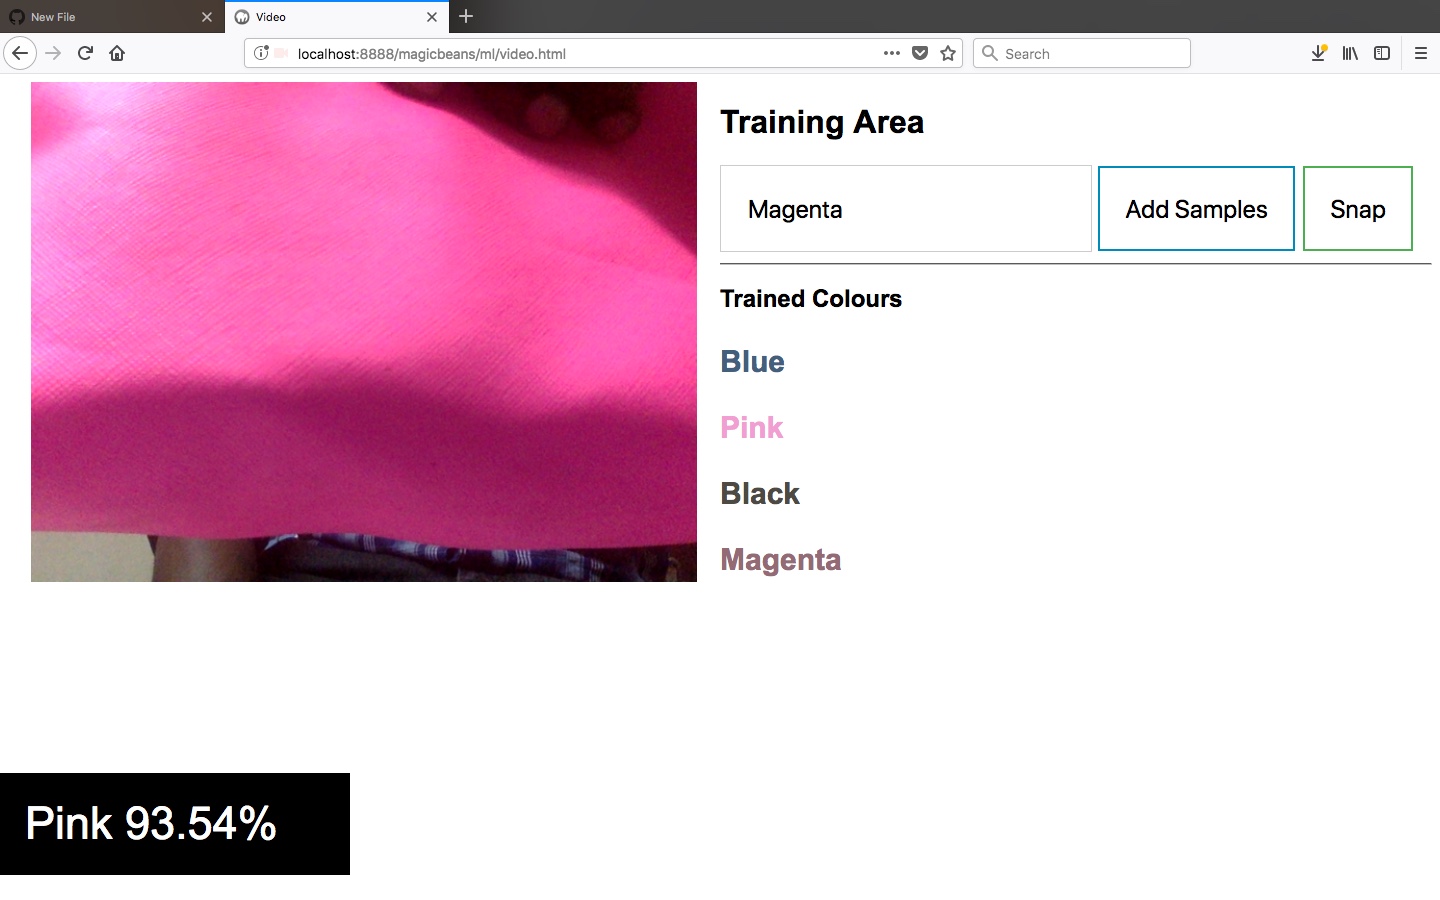 New File
Video
localhost:8888/magicbeans/ml/video.html
Search
Training Area
Magenta
Add Samples
Snap
Trained Colours
Blue
Pink
Black
Magenta
Pink 93.54%